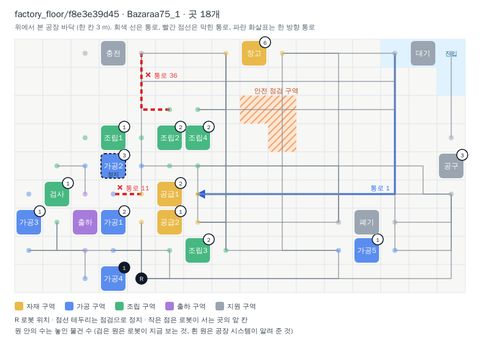 factory_floor/f8e3e39d45 · Bazaraa75_1 · 곳 18개
위에서 본 공장 바닥 (한 칸 3 m). 회색 선은 통로, 빨간 점선은 막힌 통로, 파란 화살표는 한 방향 통로
충전
창고
6
대기
진입
✖ 통로 36
안전 점검 구역
조립1
1
조립2
2
조립4
2
공구
3
가공2
3
검사
1
✖ 통로 11
공급1
2
통로 1
가공3
1
출하
가공1
2
공급2
1
폐기
조립3
2
가공5
1
가공4
1
R
자재 구역
가공 구역
조립 구역
출하 구역
지원 구역
R 로봇 위치 · 점선 테두리는 점검으로 정지 · 작은 점은 로봇이 서는 곳의 앞 칸
원 안의 수는 놓인 물건 수 (검은 원은 로봇이 지금 보는 것, 흰 원은 공장 시스템이 알려 준 것)